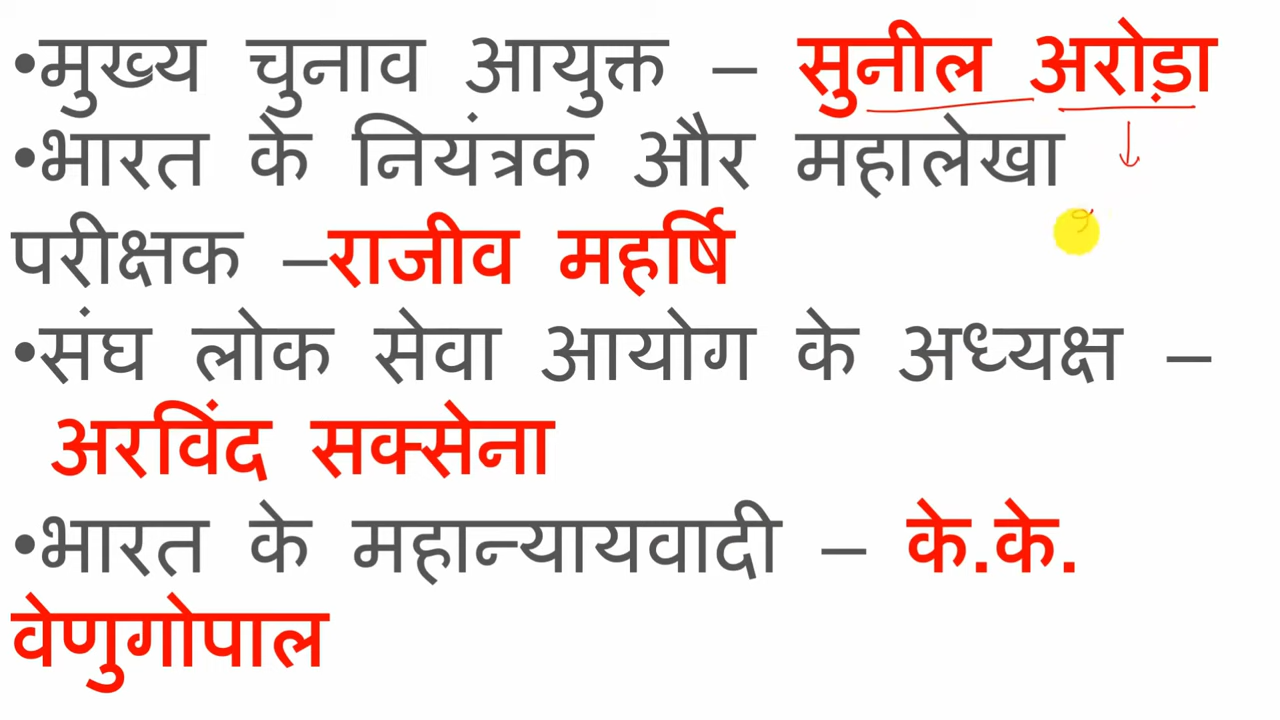 •मुख्य चुनाव आयुक्त – सुनील अरोड़ा
•भारत के नियंत्रक और महालेखा
परीक्षक –राजीव महर्षि
•संघ लोक सेवा आयोग के अध्यक्ष –
अरविंद सक्सेना
•भारत के महान्यायवादी – के.के.
वेणुगोपाल